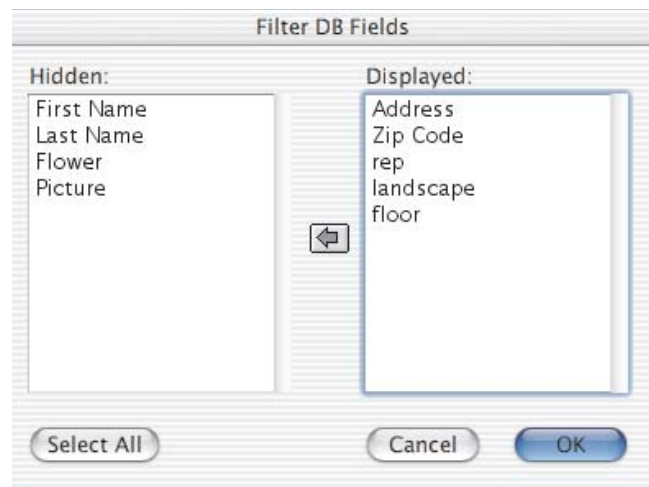 Filter DB Fields
Hidden:
First Name
Last Name
Flower
Picture
Displayed:
Address
Zip Code
rep
landscape
floor
Select All
Cancel
OK